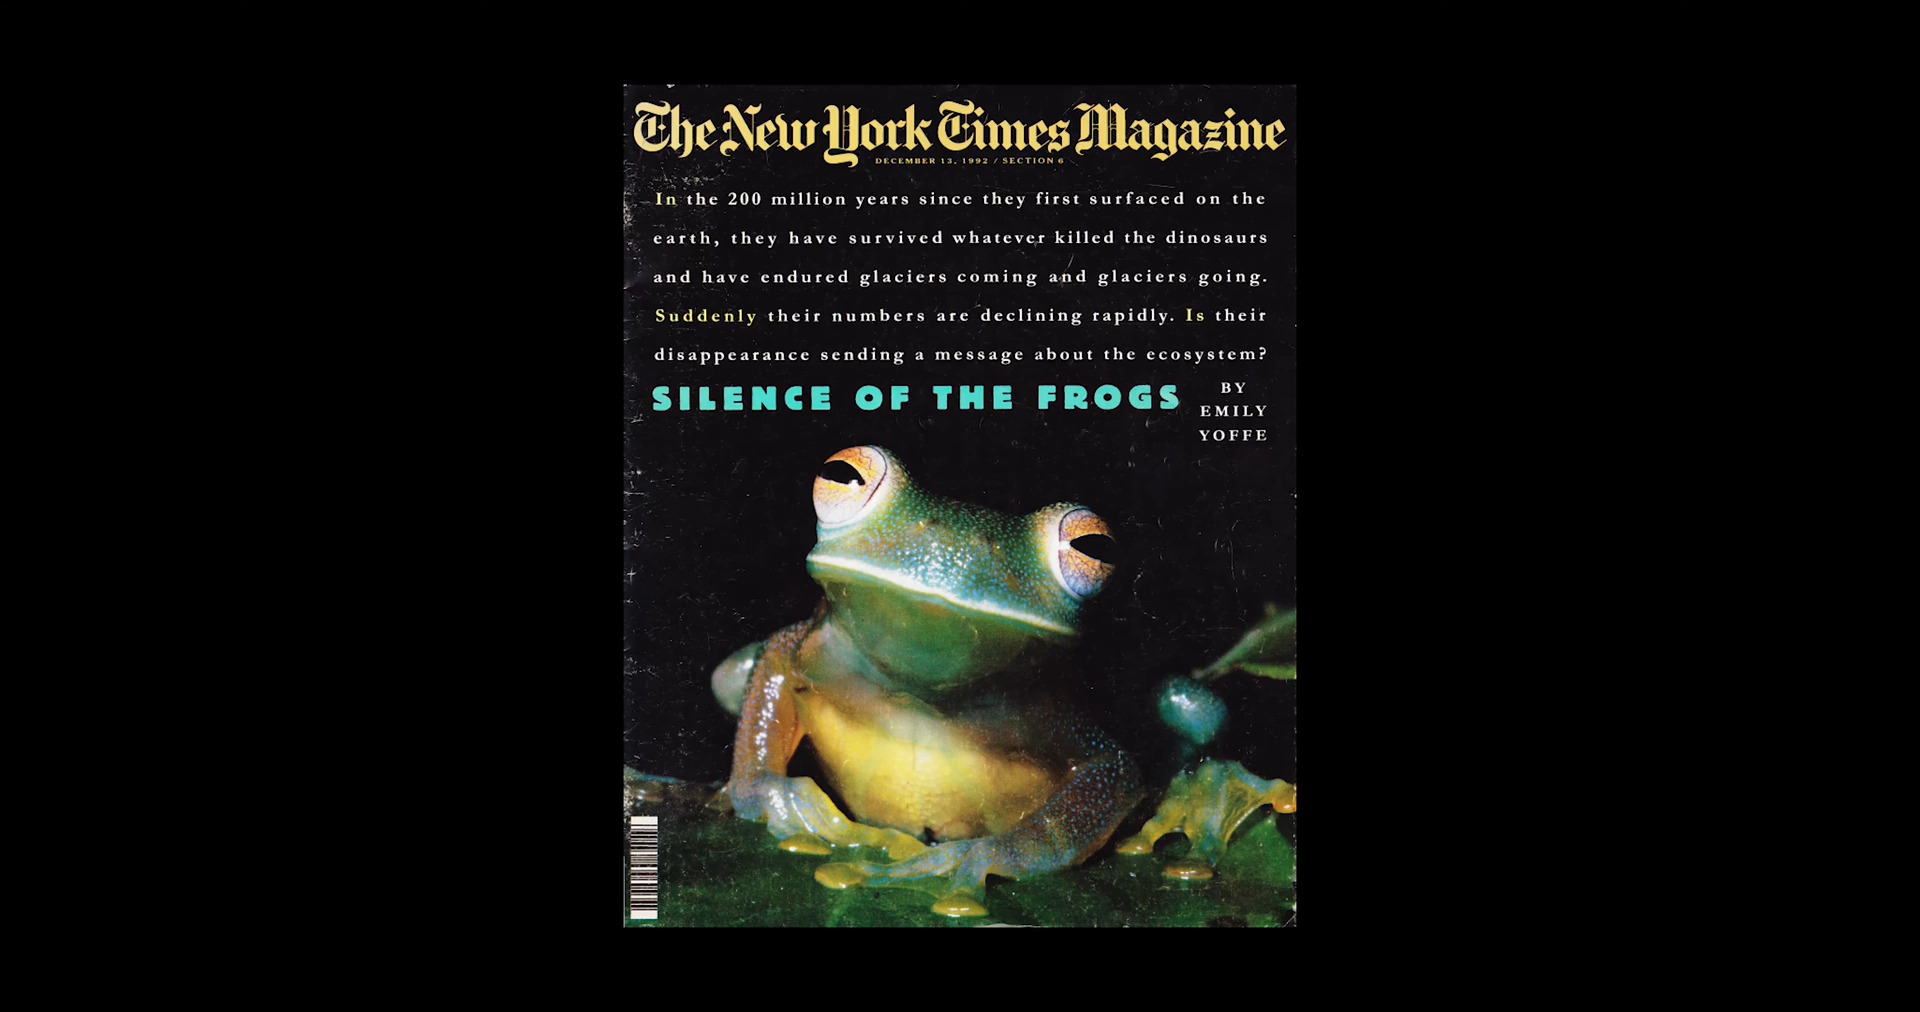 The New York Times Magazine
DECEMBER 13, 1992 / SECTION 6
In the 200 million years since they first surfaced on the
earth, they have survived whatever killed the dinosaurs
and have endured glaciers coming and glaciers going.
Suddenly their numbers are declining rapidly. Is their
disappearance sending a message about the ecosystem?
SILENCE OF THE FROGS
BY
EMILY
YOFFE